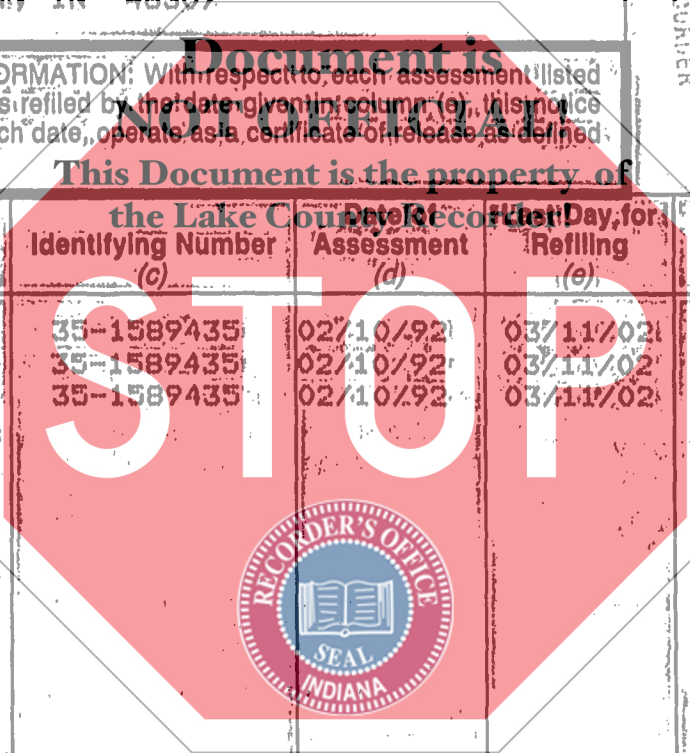 IN 46307
Document is
ORMATION: With respect to each assessment listed
s refiled by the date given in column (e), this notice
NOT OFFICIAL!
ch date, operate as a certificate of release as defined
This Document is the property of
the Lake County Recorder!
Identifying Number
(c)
Date of
Assessment
(d)
Last Day for
Refiling
(e)
35-1589435 02/10/92 03/11/02
35-1589435 02/10/92 03/11/02
35-1589435 02/10/92 03/11/02
STOP
RECORDER'S OFFICE
SEAL
INDIANA